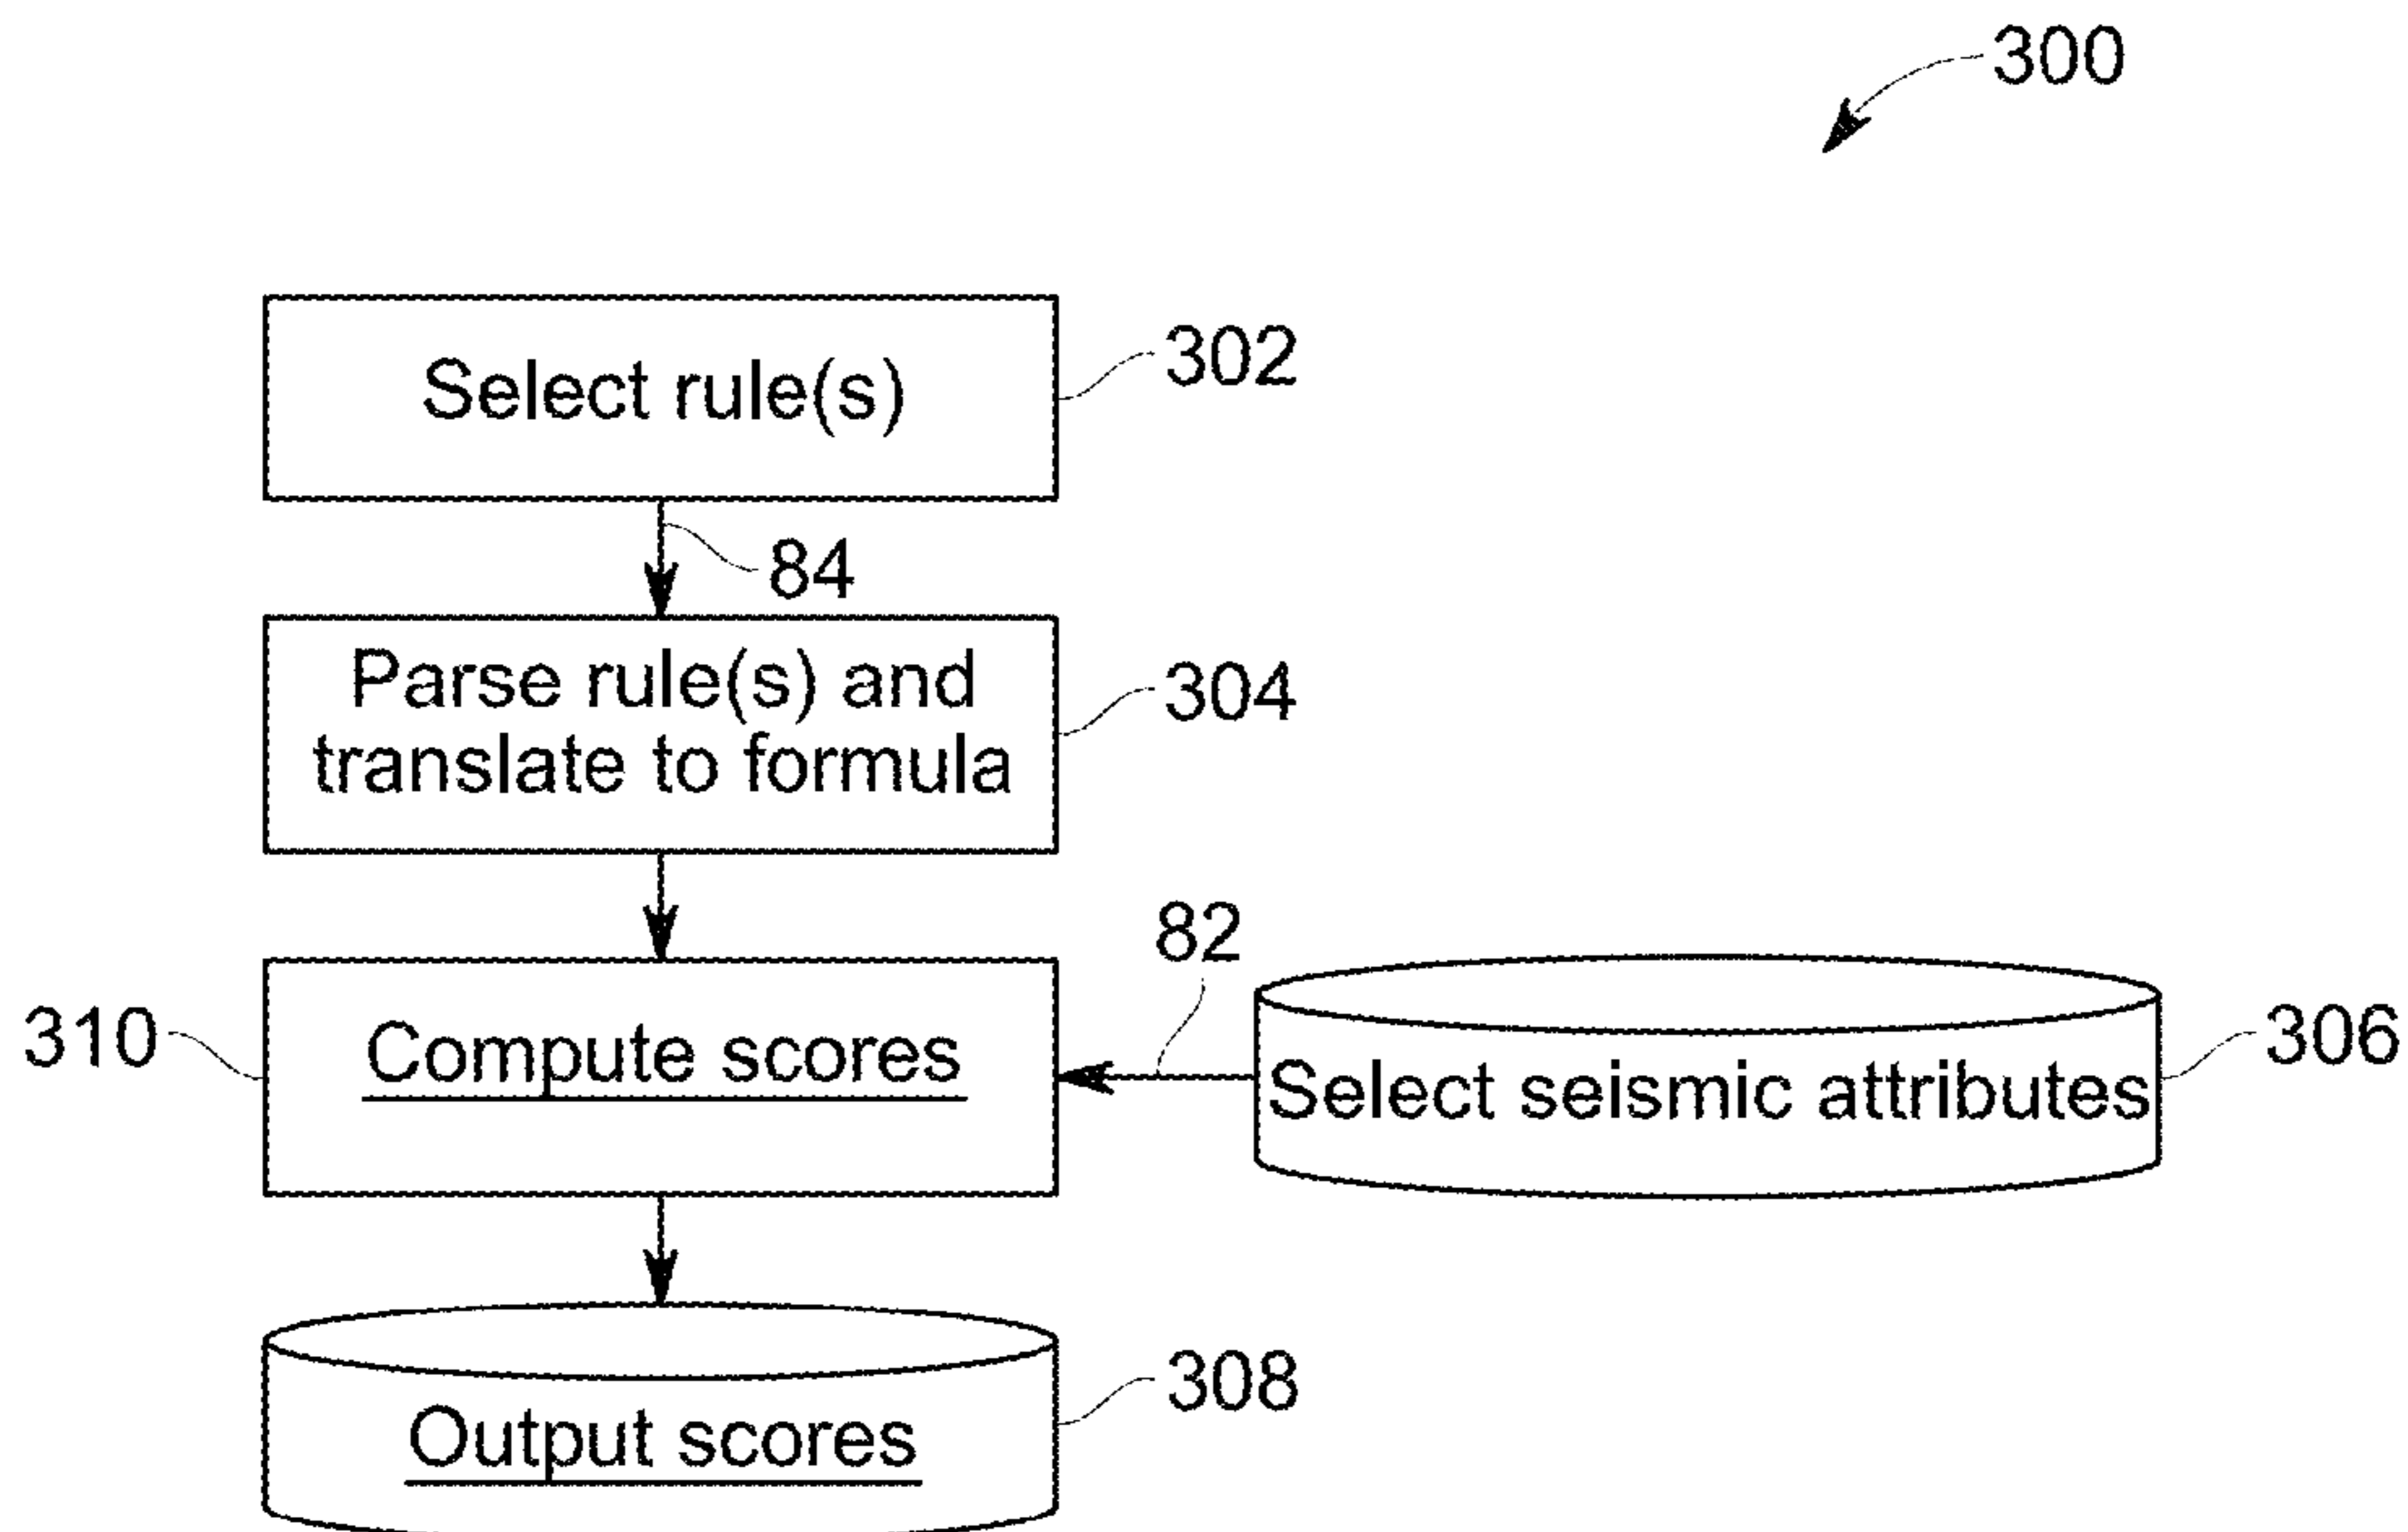 300
Select rule(s)
302
84
Parse rule(s) and
translate to formula
304
82
310
Compute scores
Select seismic attributes
306
Output scores
308